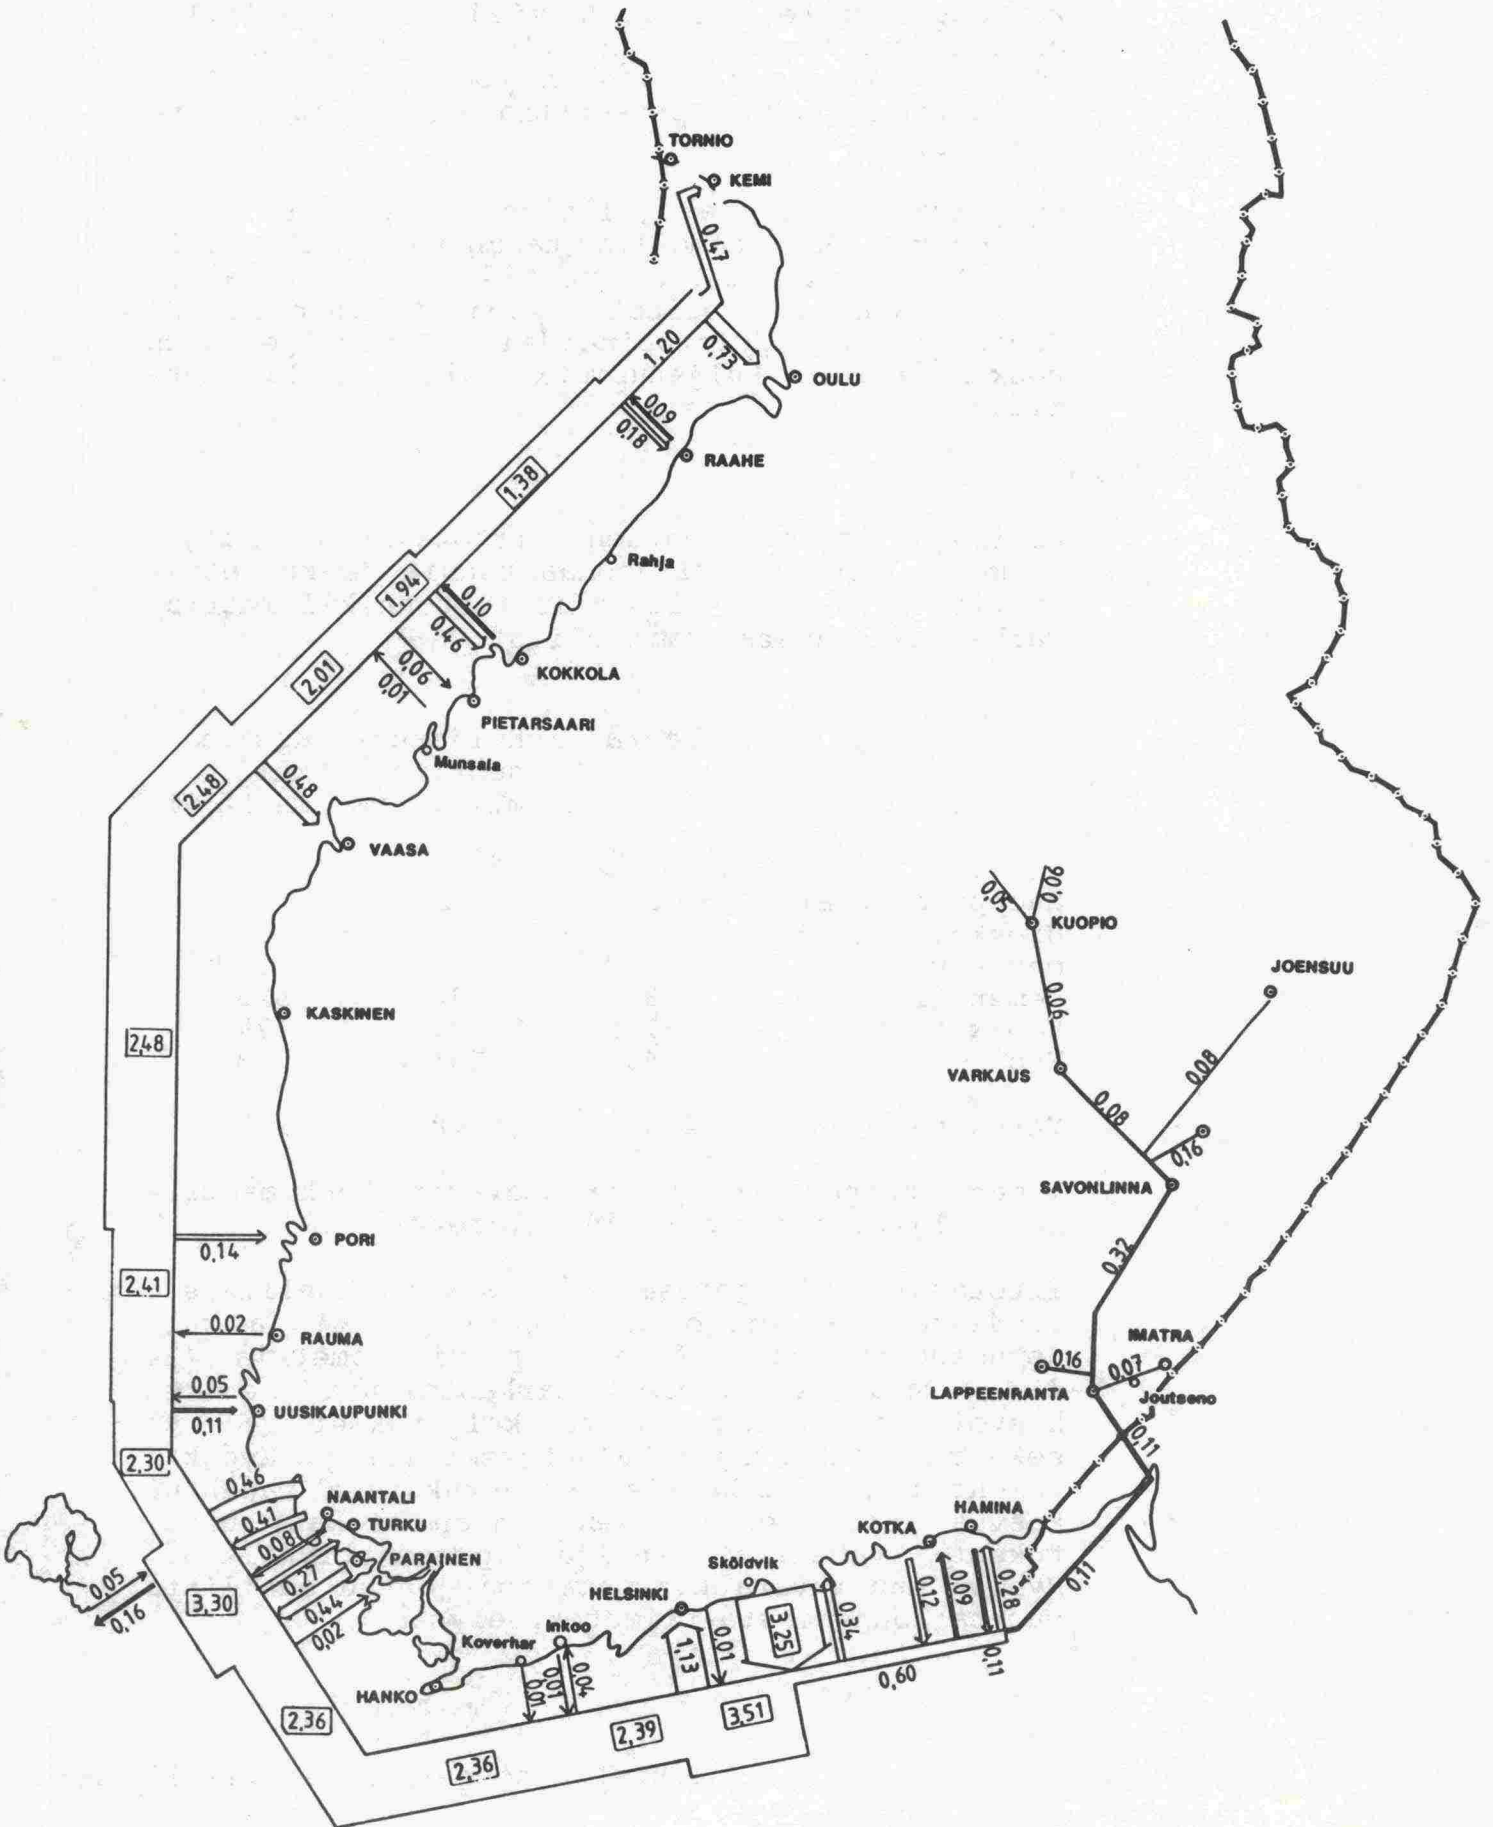 TORNIO
KEMI
0,47
1,20
0,73
OULU
0,09
0,18
RAAHE
1,38
Rahja
1,94
0,10
0,46
KOKKOLA
2,01
0,06
0,01
PIETARSAARI
Munsala
2,48
0,48
VAASA
0,05
0,06
KUOPIO
JOENSUU
0,06
KASKINEN
2,48
VARKAUS
0,08
0,08
0,16
SAVONLINNA
0,14
PORI
0,32
2,41
0,02
RAUMA
IMATRA
0,16
0,07
LAPPEENRANTA
Joutseno
0,05
0,11
UUSIKAUPUNKI
0,11
2,30
0,46
NAANTALI
0,41
TURKU
0,08
PARAINEN
0,27
0,44
0,02
0,05
0,16
3,30
HAMINA
KOTKA
Sköldvik
HELSINKI
0,12
0,09
0,28
0,11
0,34
3,25
0,01
1,13
Inkoo
Koverhar
0,04
0,01
0,01
HANKO
0,11
0,60
3,51
2,39
2,36
2,36